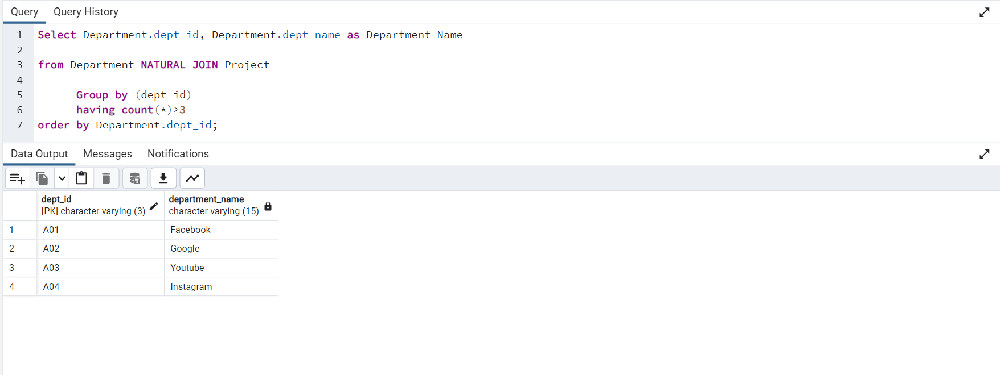 Query Query History
1 Select Department.dept_id, Department.dept_name as Department_Name
2
3 from Department NATURAL JOIN Project
4
5 Group by (dept_id)
6 having count(*)>3
7 order by Department.dept_id;
Data Output Messages Notifications
dept_id department_name
[PK] character varying (3) character varying (15)
1 A01 Facebook
2 A02 Google
3 A03 Youtube
4 A04 Instagram